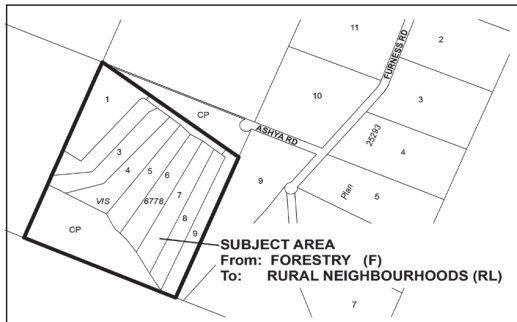 11
2
FURNESS RD
1
10
3
CP
ASHYA RD
25293
3
4
4
5
6
9
5
Plan
7
VIS
6778
8
9
CP
SUBJECT AREA
From: FORESTRY (F)
To: RURAL NEIGHBOURHOODS (RL)
7